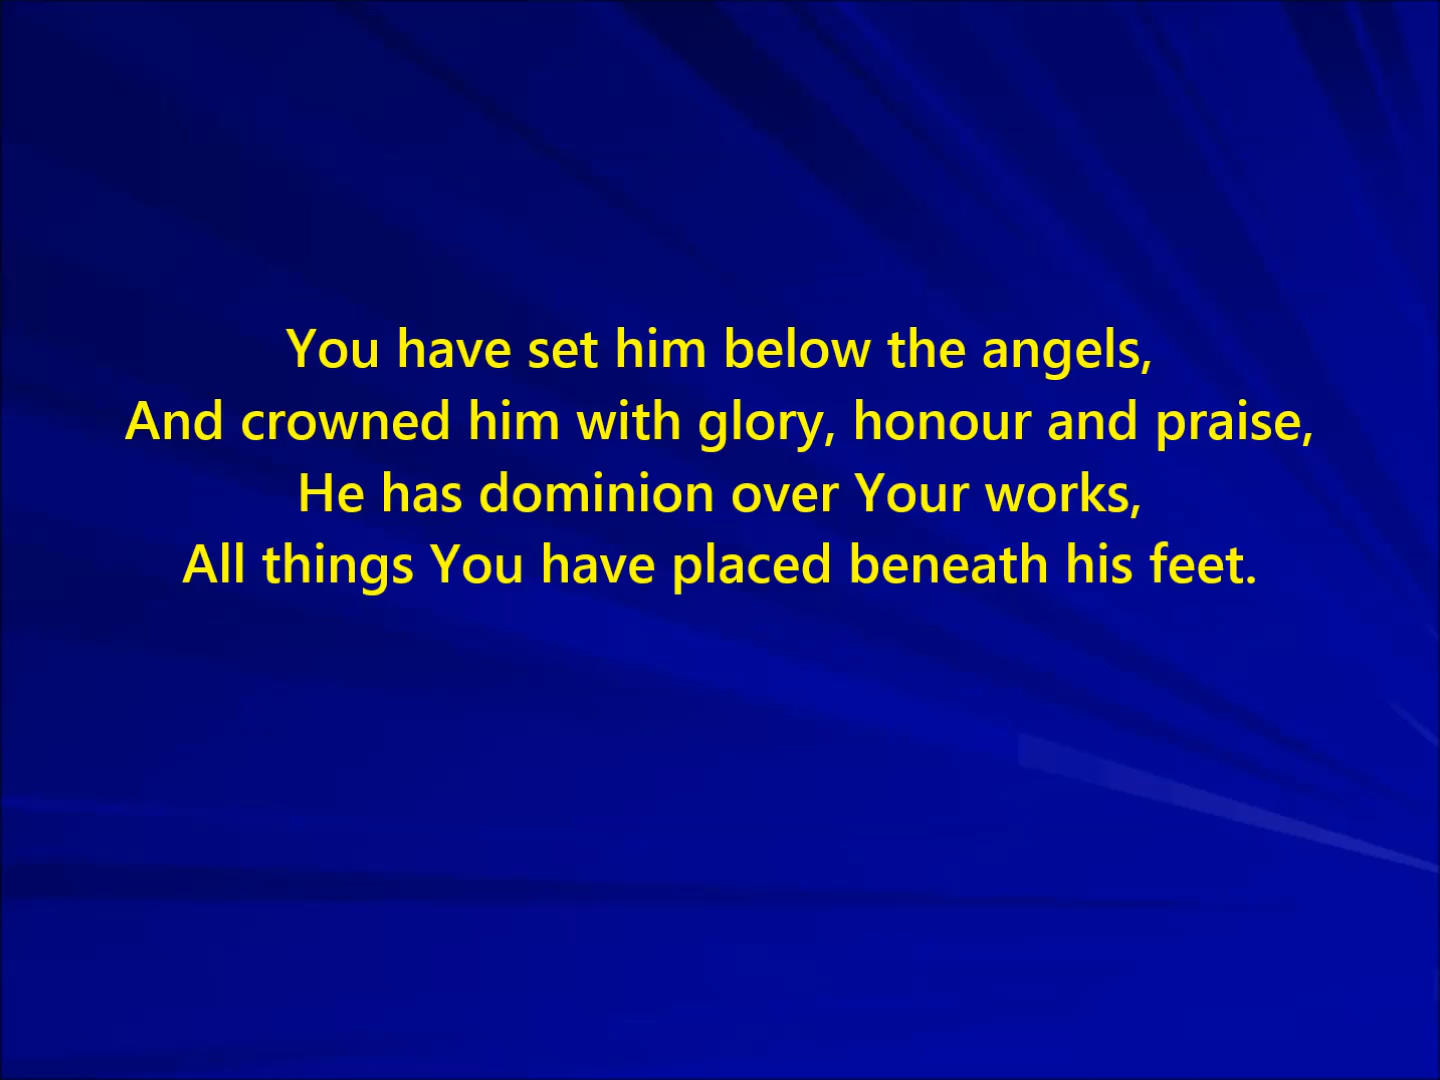 You have set him below the angels,
And crowned him with glory, honour and praise,
He has dominion over Your works,
All things You have placed beneath his feet.